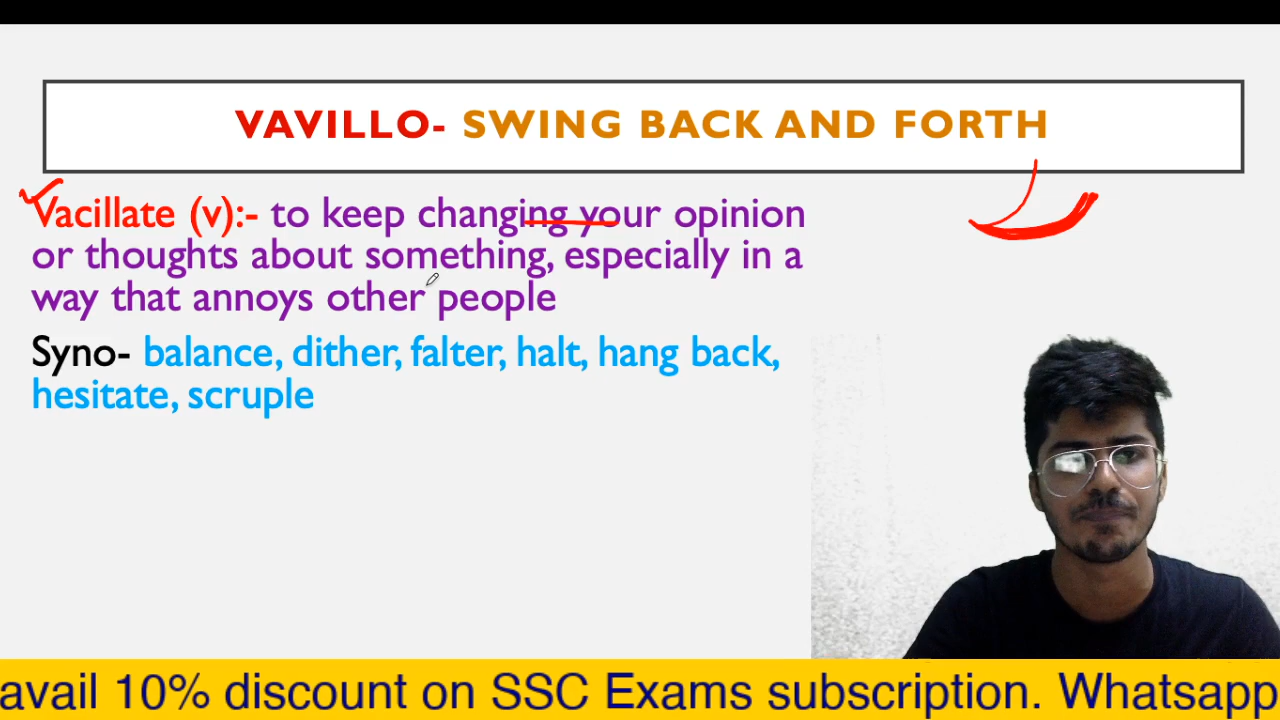 VAVILLO- SWING BACK AND FORTH
Vacillate (v):- to keep changing your opinion
or thoughts about something, especially in a
way that annoys other people
Syno- balance, dither, falter, halt, hang back,
hesitate, scruple
avail 10% discount on SSC Exams subscription. Whatsapp